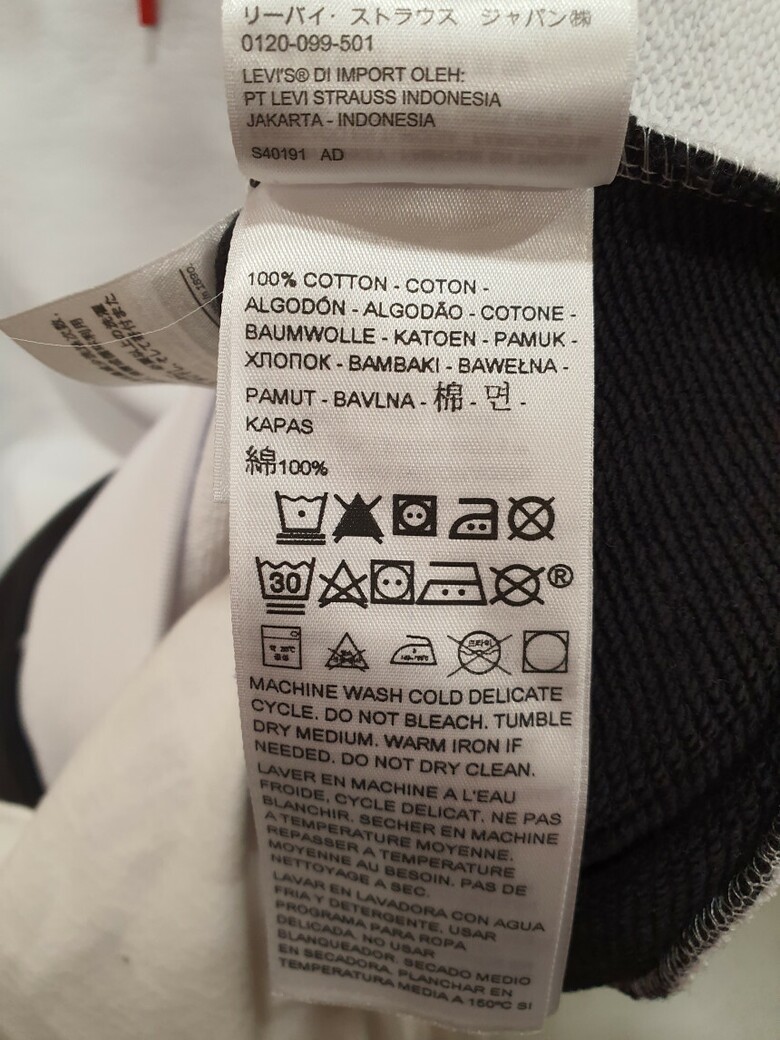 リーバイ・ストラウス ジャパン㈱
0120-099-501
LEVI'S® DI IMPORT OLEH:
PT LEVI STRAUSS INDONESIA
JAKARTA - INDONESIA
S40191 AD
100% COTTON - COTON -
ALGODÓN - ALGODÃO - COTONE -
BAUMWOLLE - KATOEN - PAMUK -
ХЛОПОК - BAMBAKI - BAWEŁNA -
PAMUT - BAVLNA - 棉 - 면 -
KAPAS
綿100%
30 ®
MACHINE WASH COLD DELICATE
CYCLE. DO NOT BLEACH. TUMBLE
DRY MEDIUM. WARM IRON IF
NEEDED. DO NOT DRY CLEAN.
LAVER EN MACHINE A L'EAU
FROIDE, CYCLE DELICAT. NE PAS
BLANCHIR. SECHER EN MACHINE
A TEMPERATURE MOYENNE.
REPASSER A TEMPERATURE
MOYENNE AU BESOIN. PAS DE
NETTOYAGE A SEC.
LAVAR EN LAVADORA CON AGUA
FRIA Y DETERGENTE, USAR
PROGRAMA PARA ROPA
DELICADA. NO USAR
BLANQUEADOR. SECADO MEDIO
EN SECADORA. PLANCHAR EN
TEMPERATURA MEDIA A 150ºC SI